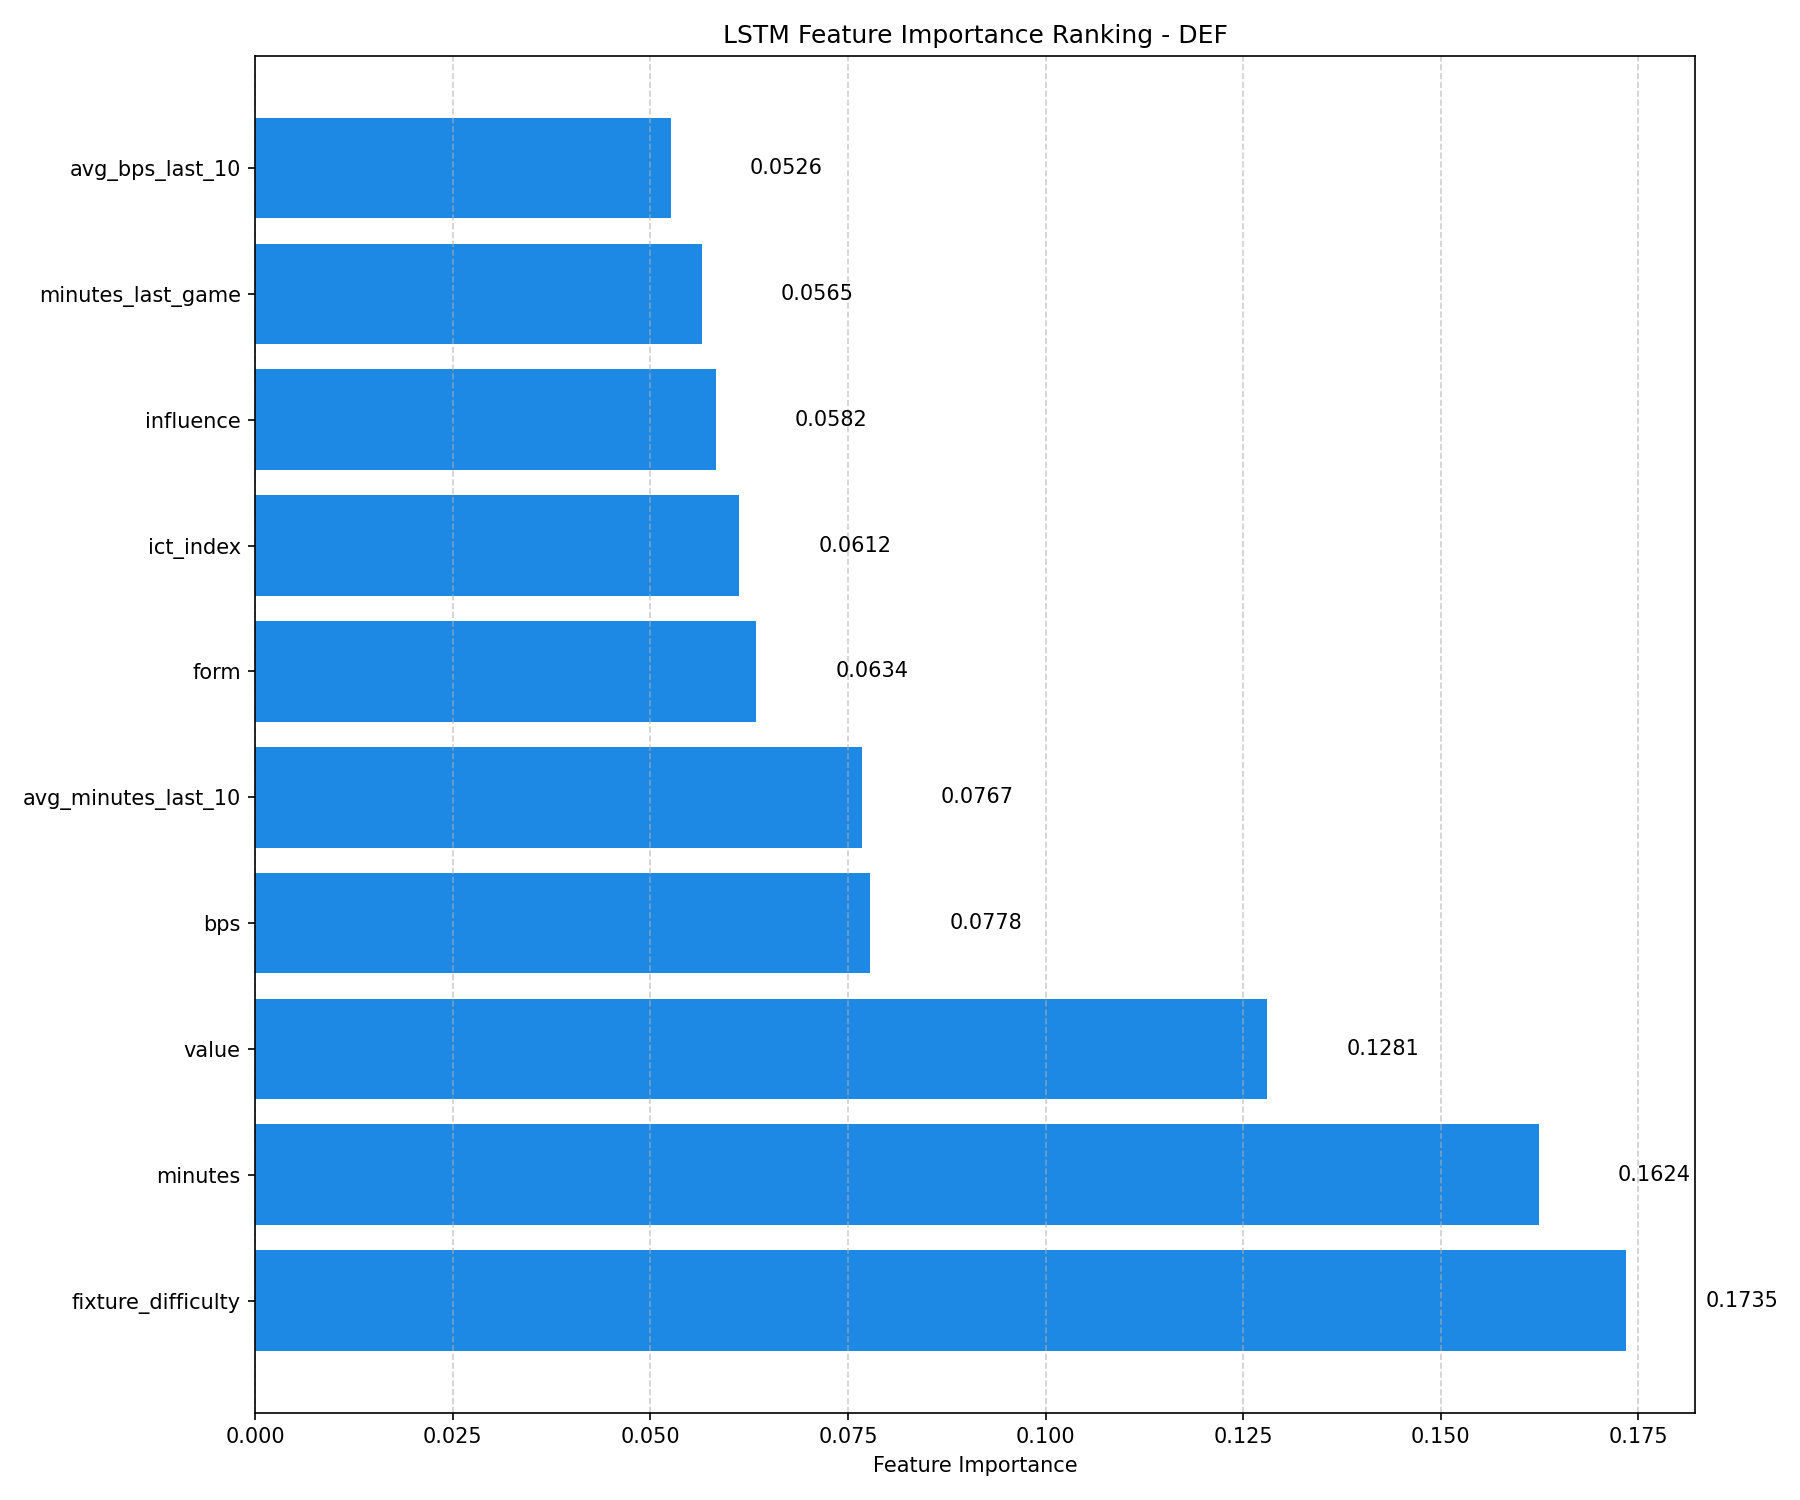 LSTM Feature Importance Ranking - DEF
avg_bps_last_10 0.0526
minutes_last_game 0.0565
influence 0.0582
ict_index 0.0612
form 0.0634
avg_minutes_last_10 0.0767
bps 0.0778
value 0.1281
minutes 0.1624
fixture_difficulty 0.1735
0.000 0.025 0.050 0.075 0.100 0.125 0.150 0.175
Feature Importance